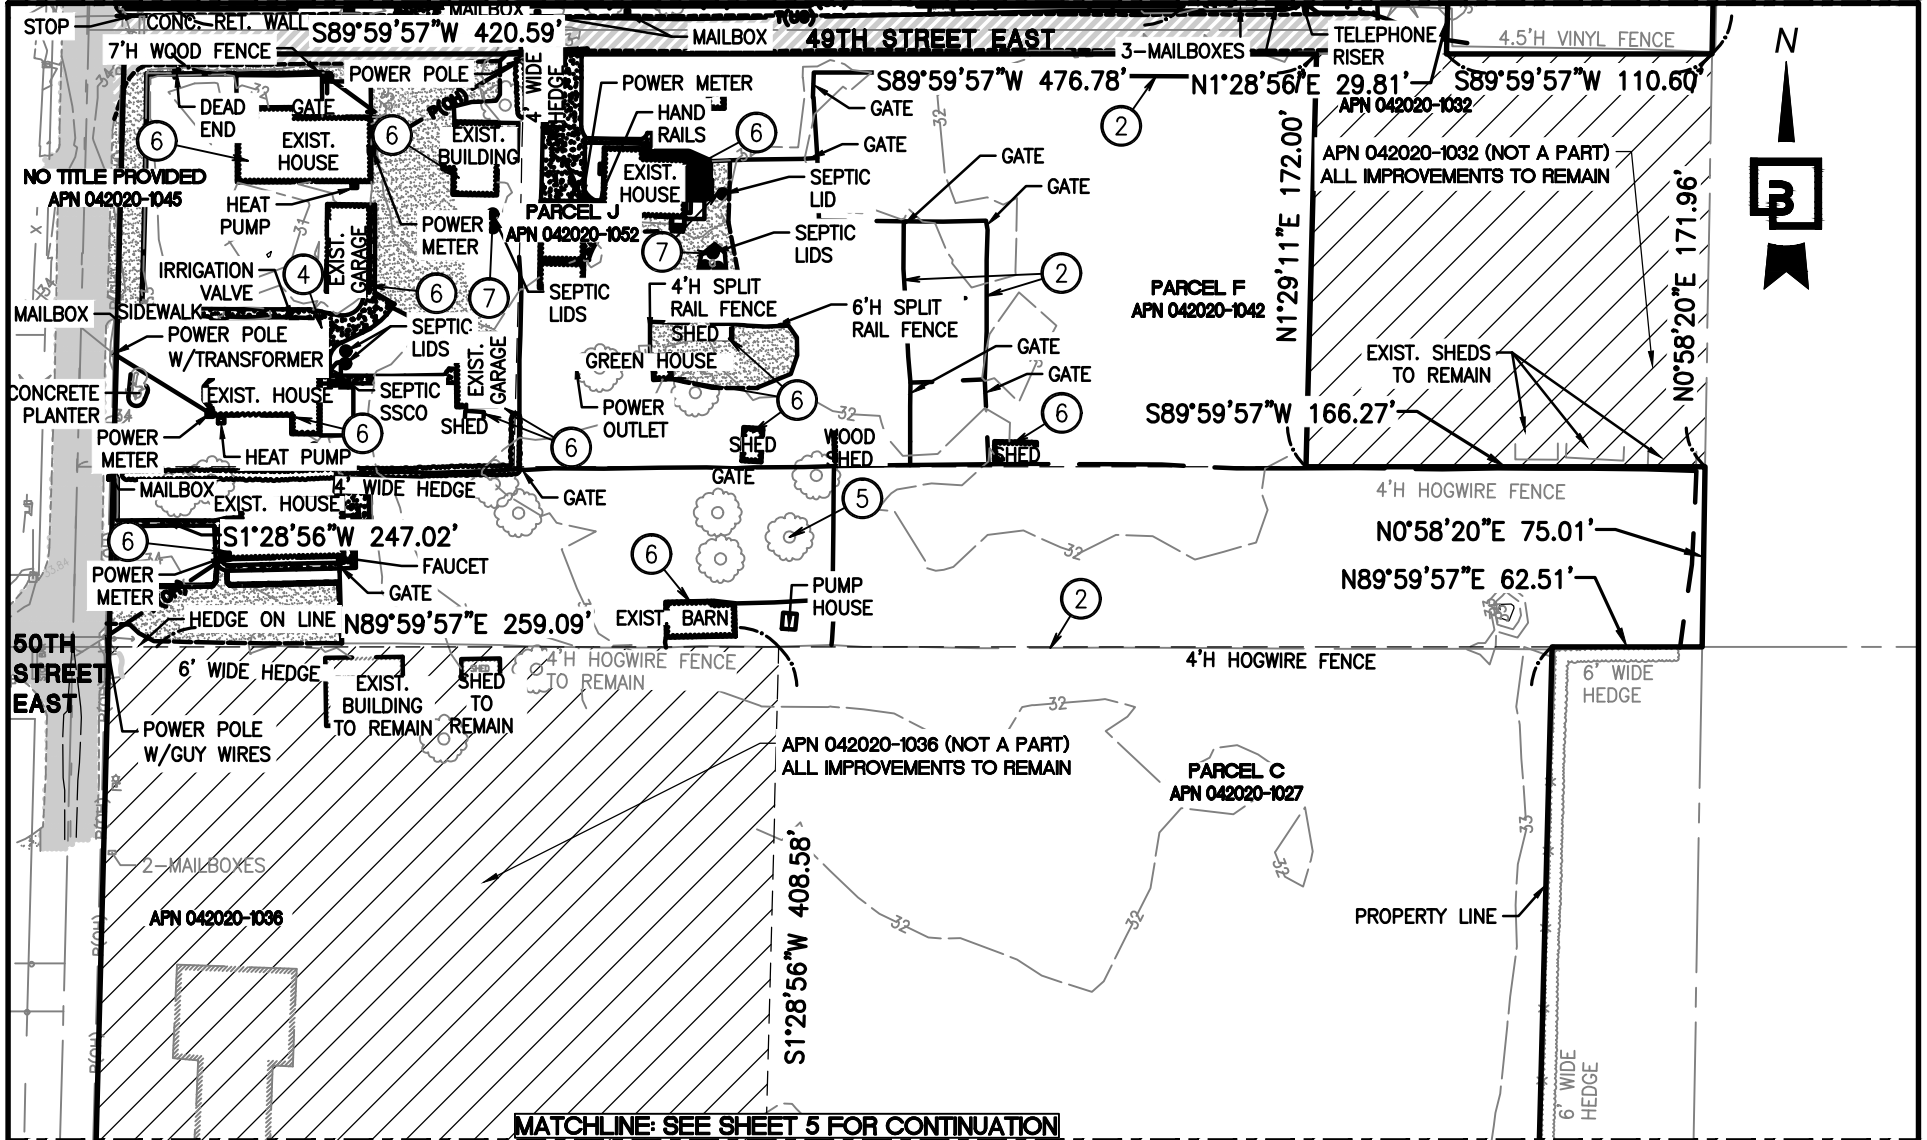 STOP
CONC. RET. WALL
MAILBOX
S89°59'57"W 420.59'
7'H WOOD FENCE
POWER POLE
4' WIDE
HEDGE
MAILBOX
49TH STREET EAST
3-MAILBOXES
TELEPHONE
RISER
4.5'H VINYL FENCE
N
POWER METER
S89°59'57"W 476.78'
N1°28'56"E 29.81'
S89°59'57"W 110.60'
DEAD
END
GATE
HAND
RAILS
GATE
APN 042020-1032
6
EXIST.
HOUSE
6
EXIST.
BUILDING
6
GATE
2
32
APN 042020-1032 (NOT A PART)
ALL IMPROVEMENTS TO REMAIN
NO TITLE PROVIDED
APN 042020-1045
EXIST.
HOUSE
SEPTIC
LID
GATE
GATE
N1°29'11"E 172.00'
N0°58'20"E 171.96'
B
HEAT
PUMP
POWER
METER
PARCEL J
APN 042020-1052
SEPTIC
LIDS
31
EXIST.
GARAGE
7
IRRIGATION
VALVE
4
6
7
SEPTIC
LIDS
4'H SPLIT
RAIL FENCE
6'H SPLIT
RAIL FENCE
2
PARCEL F
APN 042020-1042
MAILBOX
SIDEWALK
POWER POLE
W/TRANSFORMER
SEPTIC
LIDS
EXIST.
GARAGE
SHED
GREEN HOUSE
GATE
GATE
EXIST. SHEDS
TO REMAIN
CONCRETE
PLANTER
EXIST. HOUSE
SEPTIC
SSCO
SHED
POWER
OUTLET
6
32
6
S89°59'57"W 166.27'
POWER
METER
HEAT PUMP
6
6
SHED
WOOD
SHED
SHED
GATE
MAILBOX
EXIST. HOUSE
4' WIDE HEDGE
GATE
5
4'H HOGWIRE FENCE
S1°28'56"W 247.02'
6
6
32
N0°58'20"E 75.01'
POWER
METER
FAUCET
GATE
PUMP
HOUSE
2
N89°59'57"E 62.51'
HEDGE ON LINE
N89°59'57"E 259.09'
EXIST. BARN
50TH
STREET
EAST
6' WIDE HEDGE
EXIST.
BUILDING
TO REMAIN
SHED
TO
REMAIN
4'H HOGWIRE FENCE
TO REMAIN
4'H HOGWIRE FENCE
6' WIDE
HEDGE
32
POWER POLE
W/GUY WIRES
APN 042020-1036 (NOT A PART)
ALL IMPROVEMENTS TO REMAIN
PARCEL C
APN 042020-1027
2-MAILBOXES
33
32
APN 042020-1036
S1°28'56"W 408.58'
32
32
PROPERTY LINE
6' WIDE
HEDGE
MATCHLINE: SEE SHEET 5 FOR CONTINUATION